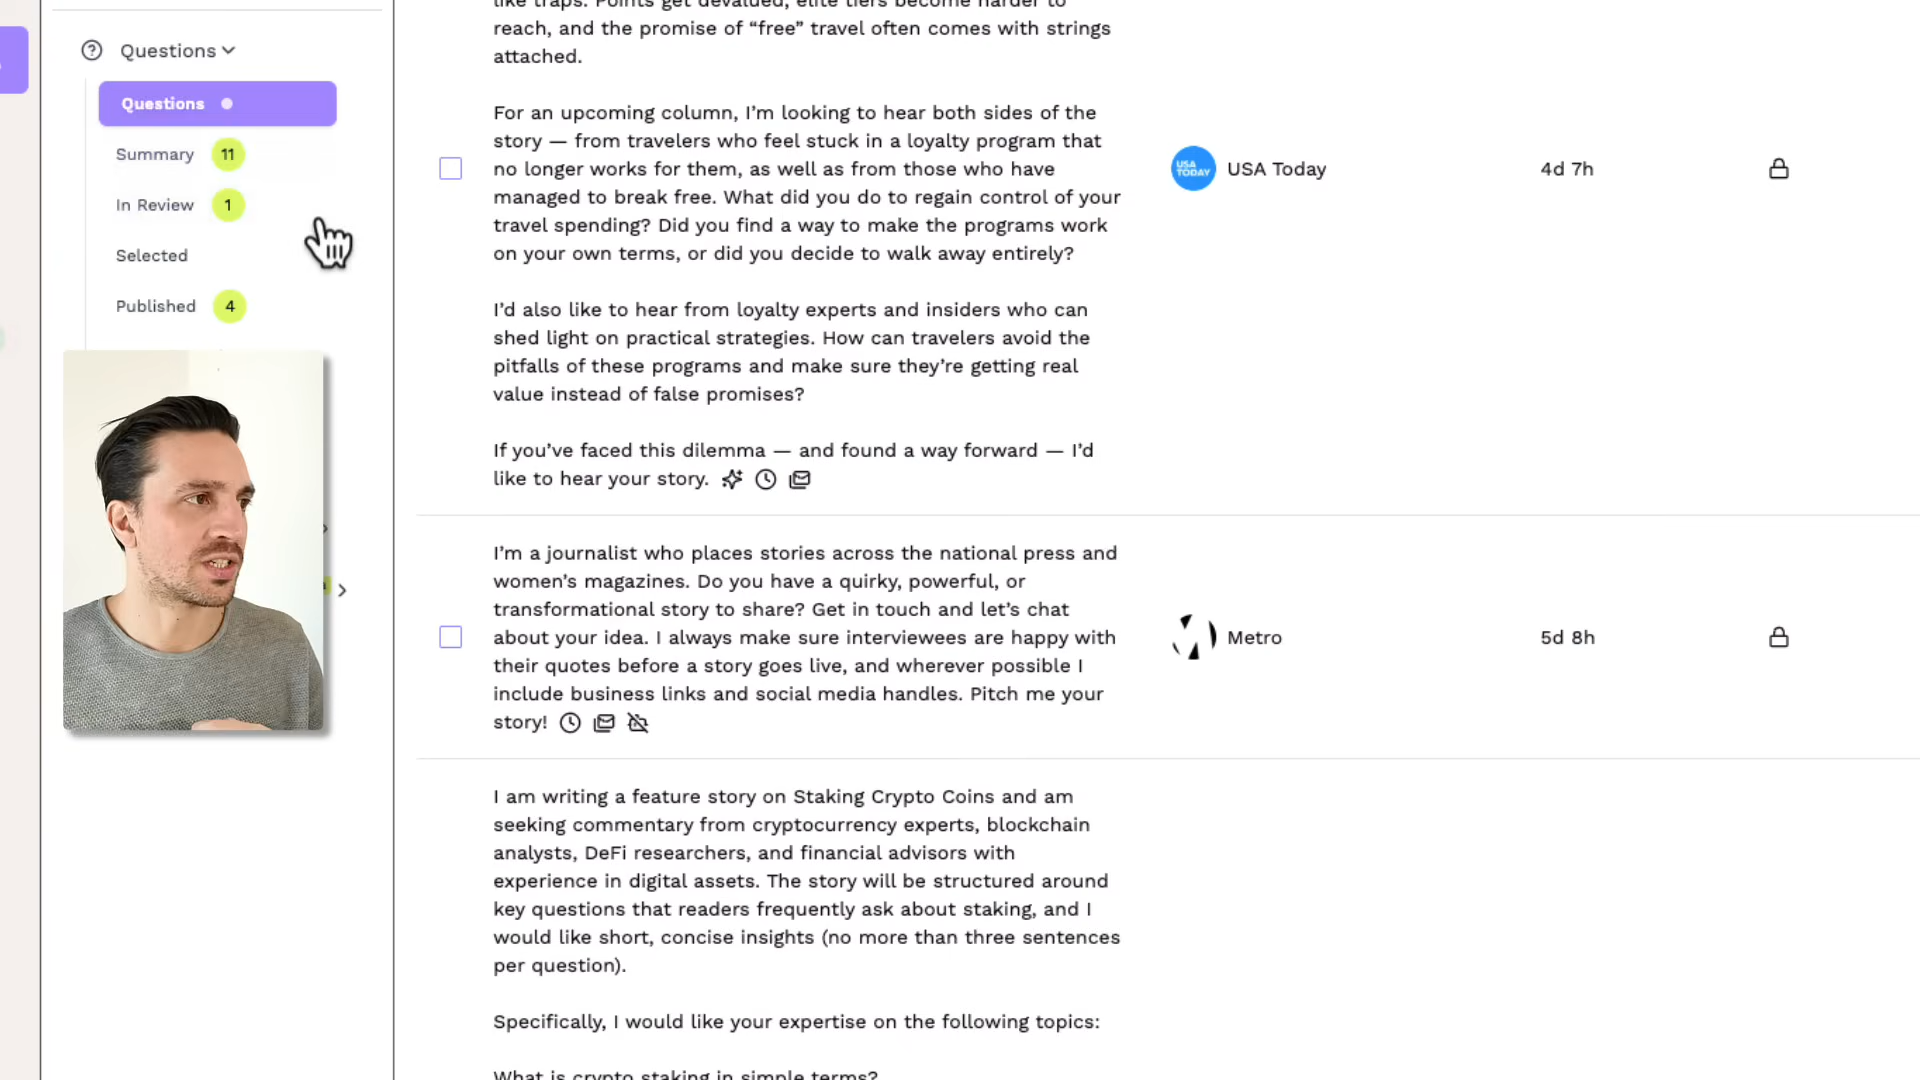 Questions
Questions
Summary 11
In Review 1
Selected
Published 4
reach, and the promise of “free” travel often comes with strings
attached.
For an upcoming column, I’m looking to hear both sides of the
story — from travelers who feel stuck in a loyalty program that
no longer works for them, as well as from those who have
managed to break free. What did you do to regain control of your
travel spending? Did you find a way to make the programs work
on your own terms, or did you decide to walk away entirely?
I’d also like to hear from loyalty experts and insiders who can
shed light on practical strategies. How can travelers avoid the
pitfalls of these programs and make sure they’re getting real
value instead of false promises?
If you’ve faced this dilemma — and found a way forward — I’d
like to hear your story.
USA TODAY
USA Today
4d 7h
I’m a journalist who places stories across the national press and
women’s magazines. Do you have a quirky, powerful, or
transformational story to share? Get in touch and let’s chat
about your idea. I always make sure interviewees are happy with
their quotes before a story goes live, and wherever possible I
include business links and social media handles. Pitch me your
story!
Metro
5d 8h
I am writing a feature story on Staking Crypto Coins and am
seeking commentary from cryptocurrency experts, blockchain
analysts, DeFi researchers, and financial advisors with
experience in digital assets. The story will be structured around
key questions that readers frequently ask about staking, and I
would like short, concise insights (no more than three sentences
per question).
Specifically, I would like your expertise on the following topics:
What is crypto staking in simple terms?